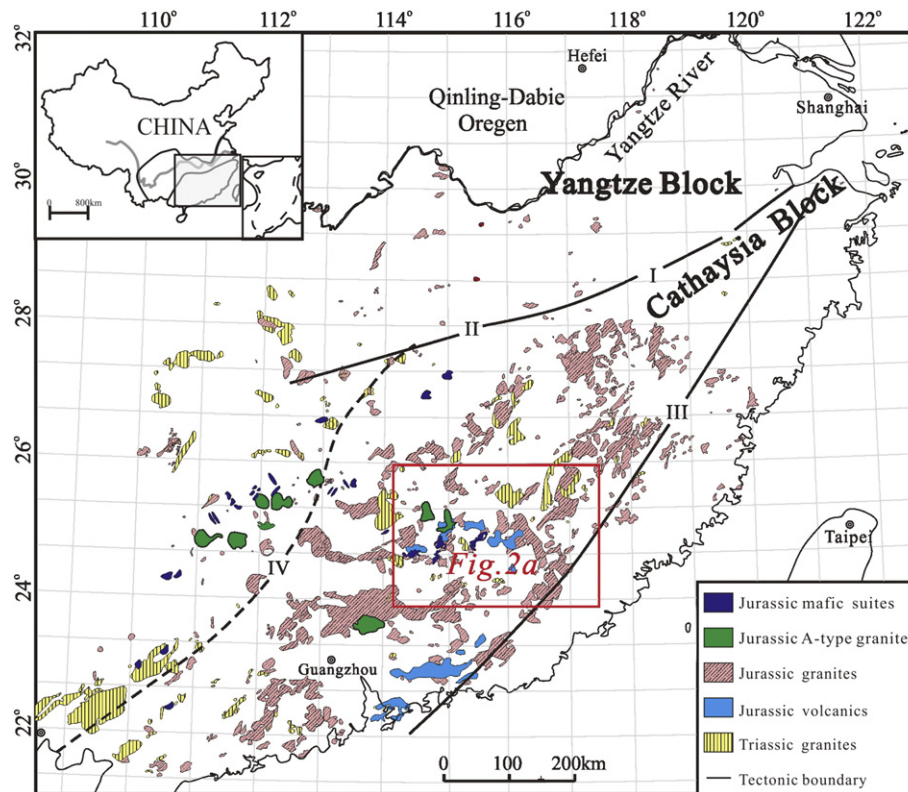 110° 112° 114° 116° 118° 120° 122°
32°
30°
28°
26°
24°
22°
CHINA
0 800km
Hefei
Qinling-Dabie
Oregen
Yangtze River
Shanghai
Yangtze Block
Cathaysia Block
I
II
III
IV
Fig.2a
Taipei
Guangzhou
0 100 200km
Jurassic mafic suites
Jurassic A-type granite
Jurassic granites
Jurassic volcanics
Triassic granites
Tectonic boundary